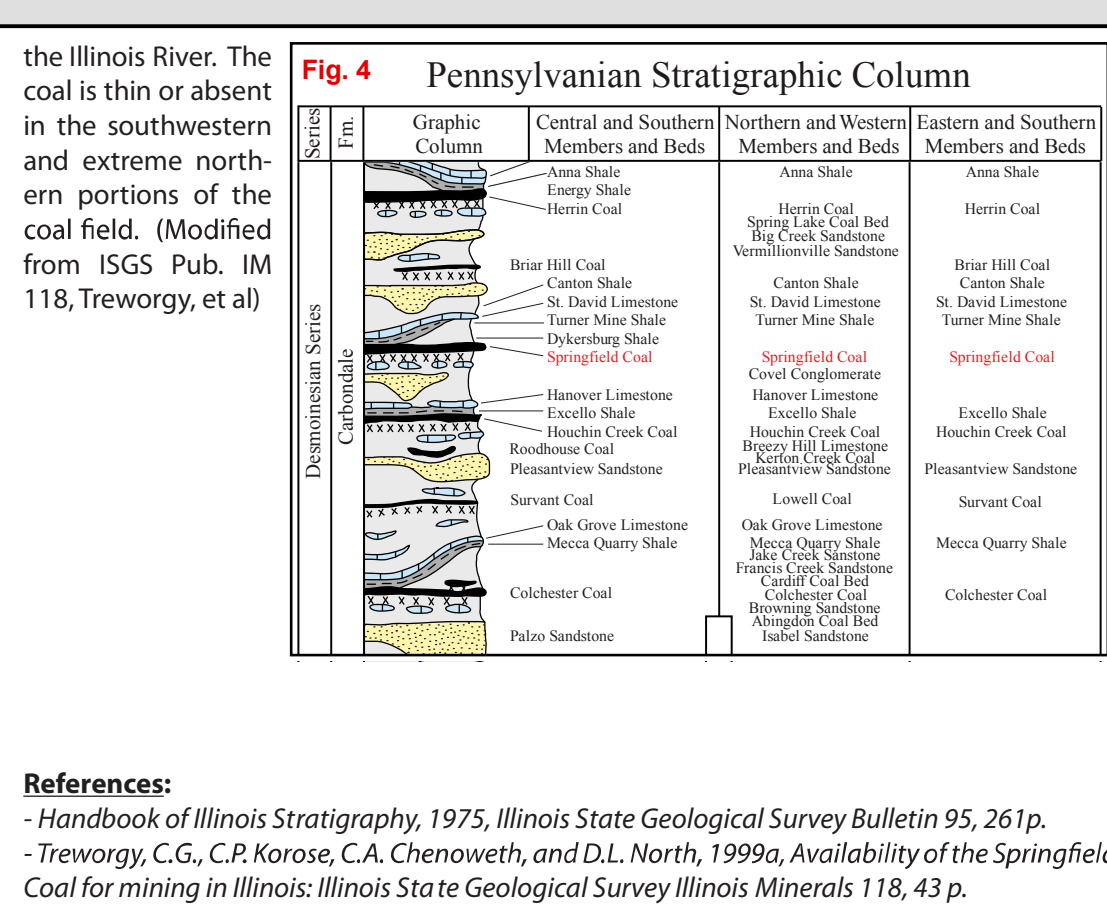 the Illinois River. The
coal is thin or absent
in the southwestern
and extreme north-
ern portions of the
coal field. (Modified
from ISGS Pub. IM
118, Treworgy, et al)
Fig. 4 Pennsylvanian Stratigraphic Column
Series
Fm.
Graphic
Column
Central and Southern
Members and Beds
Northern and Western
Members and Beds
Eastern and Southern
Members and Beds
Desmoinesian Series
Carbondale
Anna Shale
Energy Shale
Herrin Coal
Briar Hill Coal
Canton Shale
St. David Limestone
Turner Mine Shale
Dykersburg Shale
Springfield Coal
Hanover Limestone
Excello Shale
Houchin Creek Coal
Roodhouse Coal
Pleasantview Sandstone
Survant Coal
Oak Grove Limestone
Mecca Quarry Shale
Colchester Coal
Palzo Sandstone
Anna Shale
Herrin Coal
Spring Lake Coal Bed
Big Creek Sandstone
Vermillionville Sandstone
Canton Shale
St. David Limestone
Turner Mine Shale
Springfield Coal
Covel Conglomerate
Hanover Limestone
Excello Shale
Houchin Creek Coal
Breezy Hill Limestone
Kerton Creek Coal
Pleasantview Sandstone
Lowell Coal
Oak Grove Limestone
Mecca Quarry Shale
Jake Creek Sanstone
Francis Creek Sandstone
Cardiff Coal Bed
Colchester Coal
Browning Sandstone
Abingdon Coal Bed
Isabel Sandstone
Anna Shale
Herrin Coal
Briar Hill Coal
Canton Shale
St. David Limestone
Turner Mine Shale
Springfield Coal
Excello Shale
Houchin Creek Coal
Pleasantview Sandstone
Survant Coal
Mecca Quarry Shale
Colchester Coal
References:
- Handbook of Illinois Stratigraphy, 1975, Illinois State Geological Survey Bulletin 95, 261p.
- Treworgy, C.G., C.P. Korose, C.A. Chenoweth, and D.L. North, 1999a, Availability of the Springfield
Coal for mining in Illinois: Illinois State Geological Survey Illinois Minerals 118, 43 p.